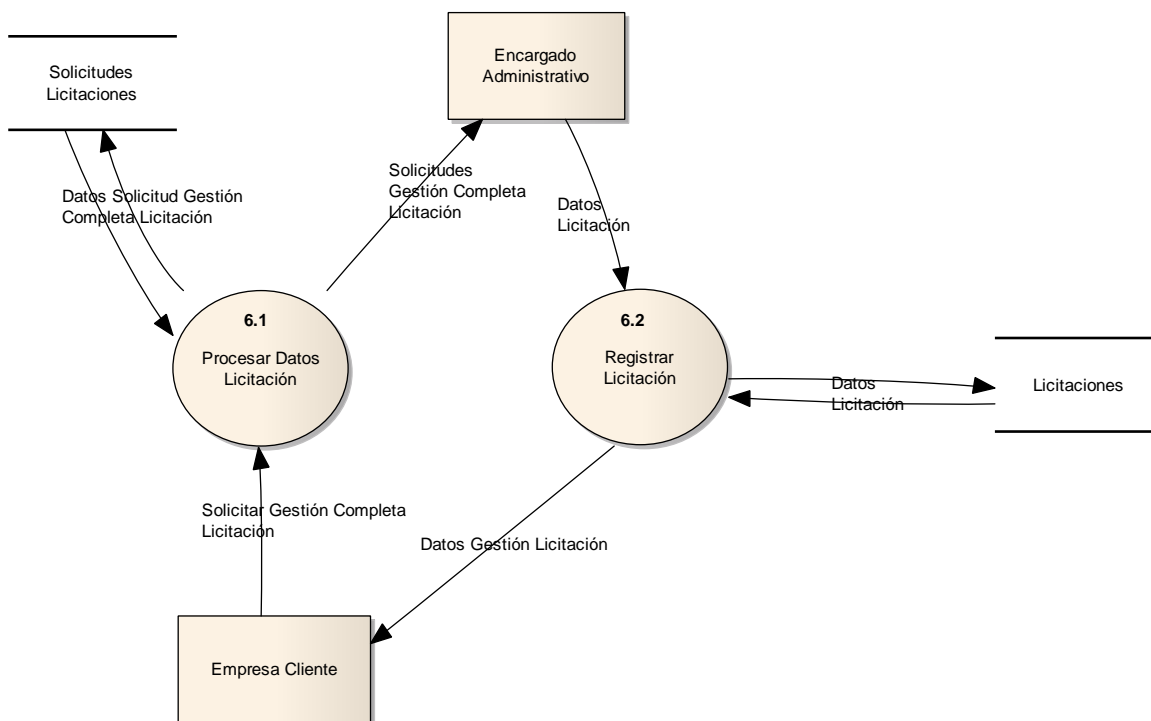 Encargado
Administrativo
Solicitudes
Licitaciones
Solicitudes
Gestión Completa
Licitación
Datos Solicitud Gestión
Completa Licitación
Datos
Licitación
6.1
Procesar Datos
Licitación
6.2
Registrar
Licitación
Datos
Licitación
Licitaciones
Solicitar Gestión Completa
Licitación
Datos Gestión Licitación
Empresa Cliente